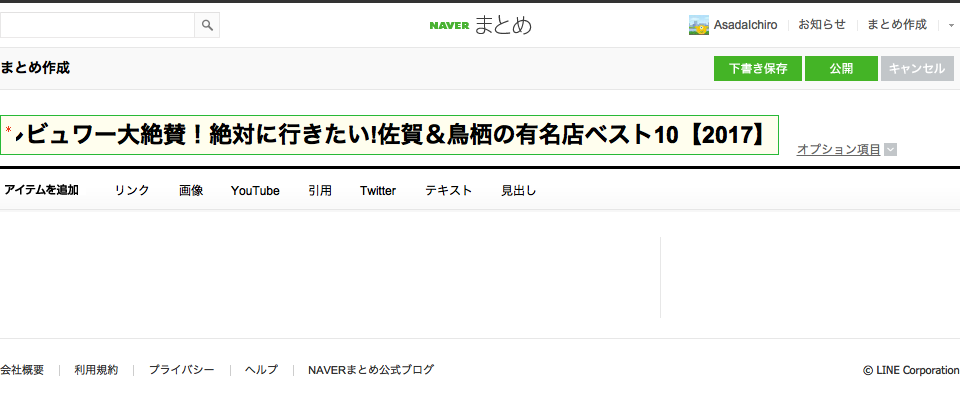 NAVER まとめ
AsadaIchiro
お知らせ
まとめ作成
まとめ作成
下書き保存
公開
キャンセル
* ビュワー大絶賛！絶対に行きたい!佐賀＆鳥栖の有名店ベスト10【2017】
オプション項目
アイテムを追加
リンク
画像
YouTube
引用
Twitter
テキスト
見出し
会社概要
利用規約
プライバシー
ヘルプ
NAVERまとめ公式ブログ
© LINE Corporation